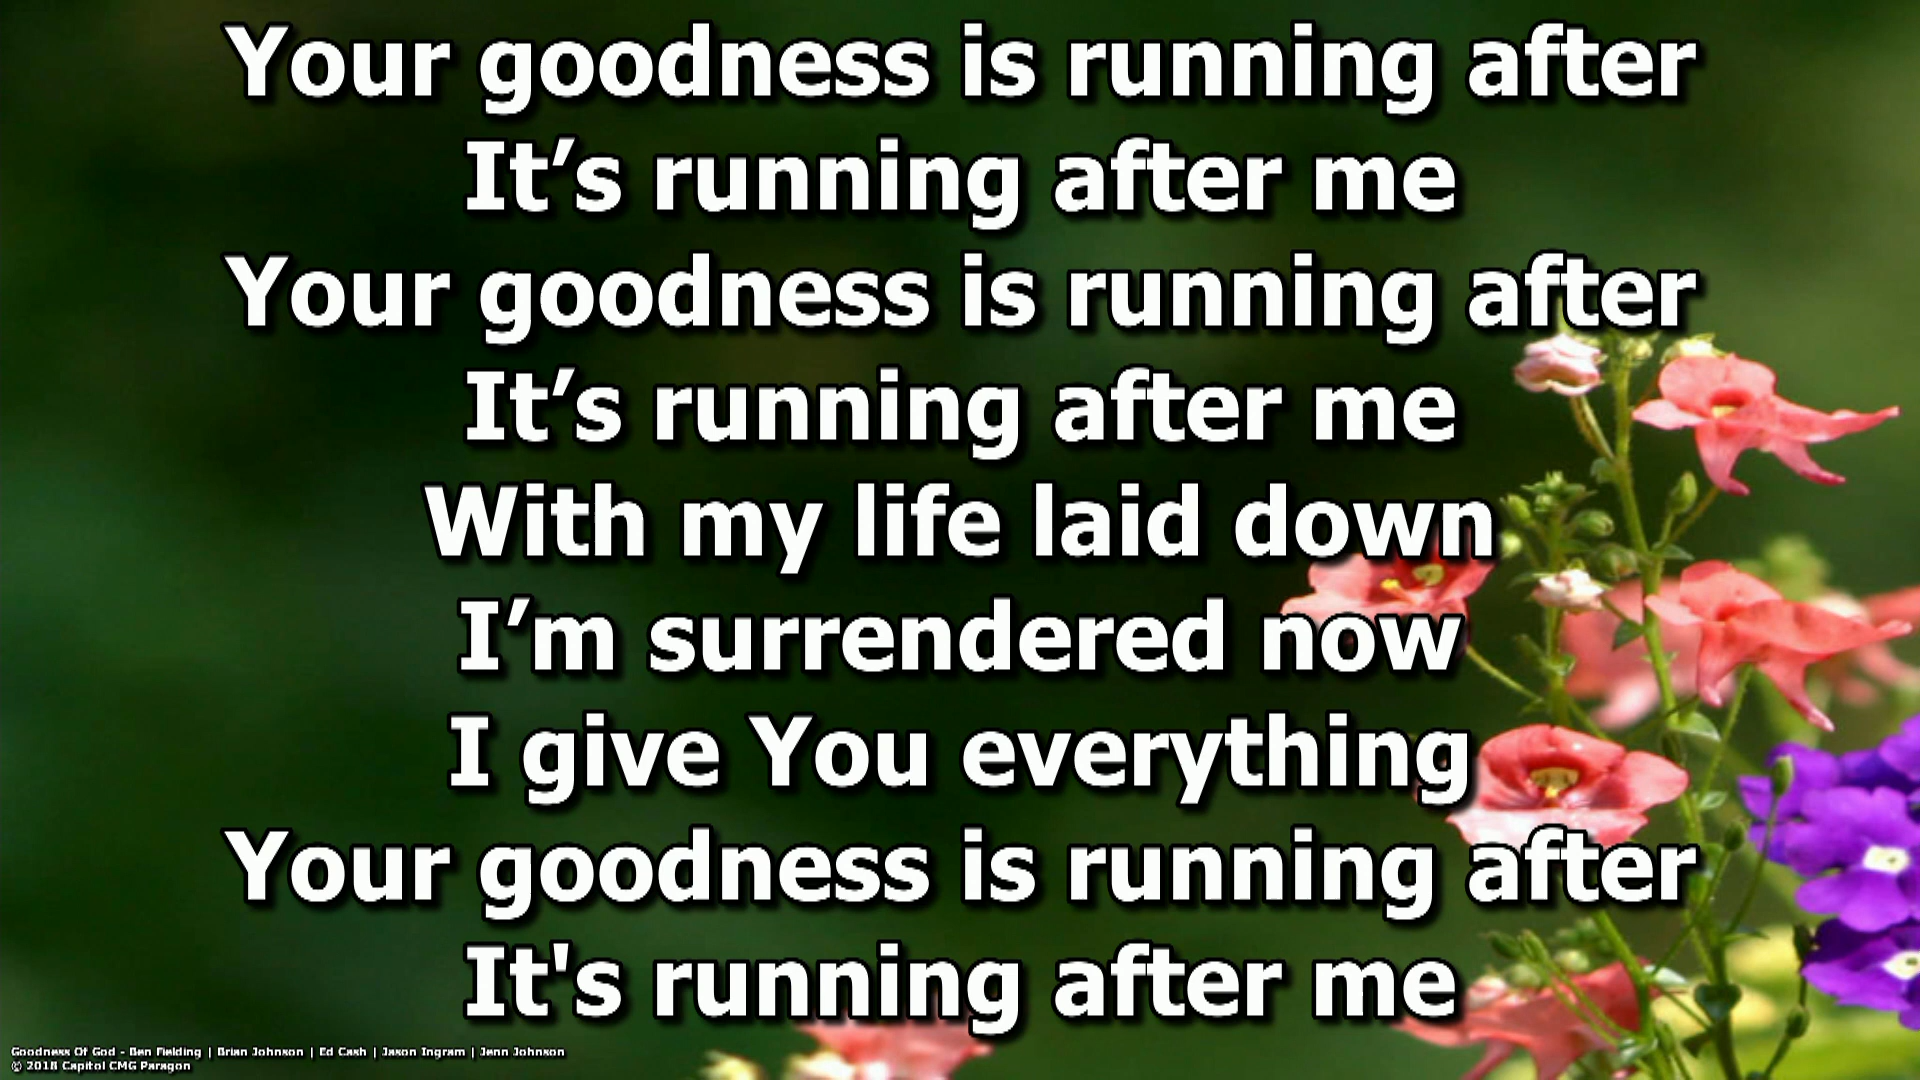 Your goodness is running after
It’s running after me
Your goodness is running after
It’s running after me
With my life laid down
I’m surrendered now
I give You everything
Your goodness is running after
It's running after me
Goodness Of God - Ben Fielding | Brian Johnson | Ed Cash | Jason Ingram | Jenn Johnson
© 2018 Capitol CMG Paragon